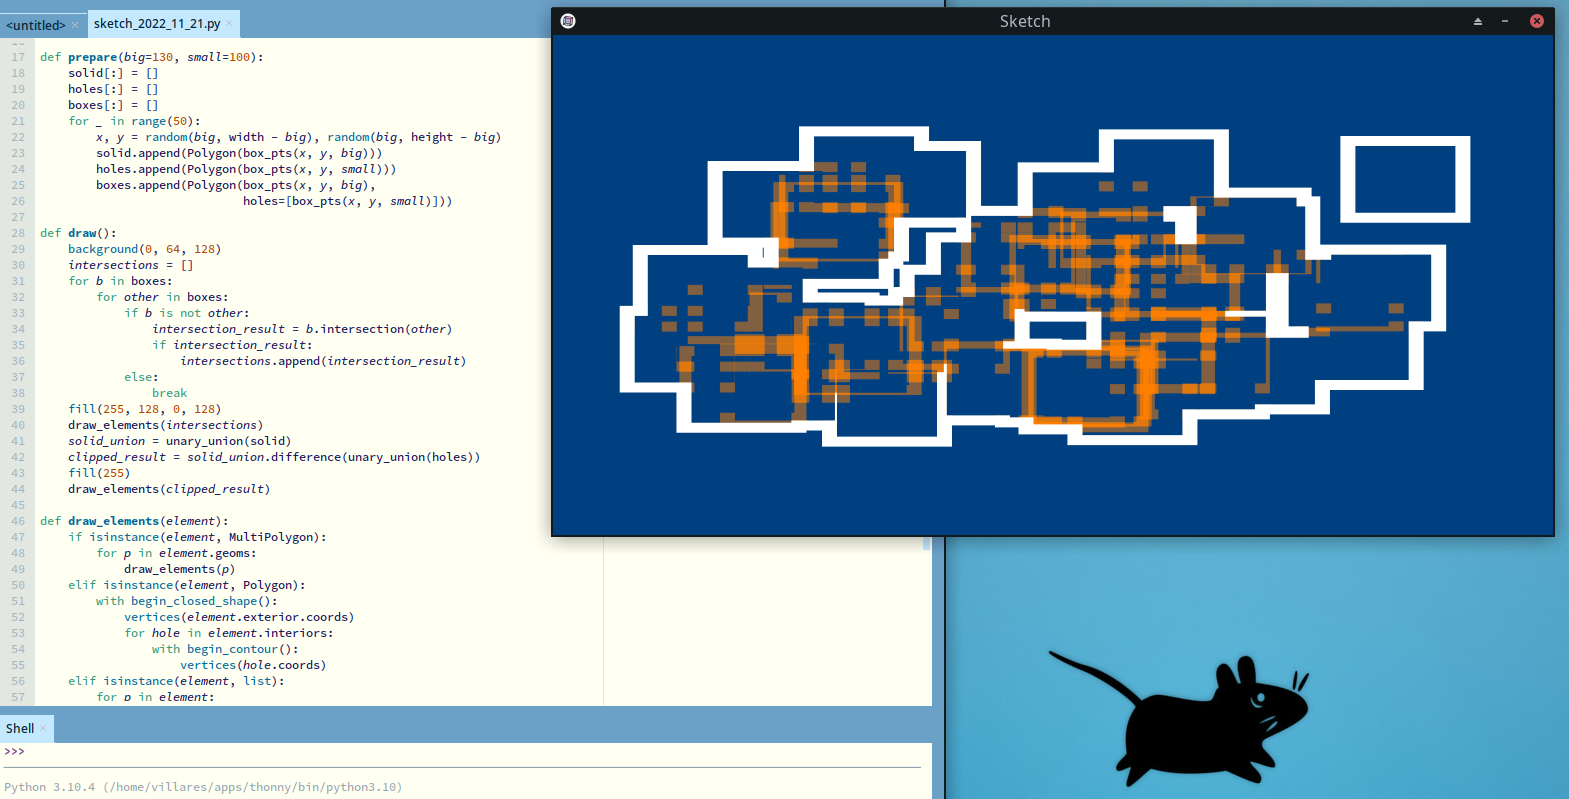 <untitled> × sketch_2022_11_21.py ×
17 def prepare(big=130, small=100):
18     solid[:] = []
19     holes[:] = []
20     boxes[:] = []
21     for _ in range(50):
22         x, y = random(big, width - big), random(big, height - big)
23         solid.append(Polygon(box_pts(x, y, big)))
24         holes.append(Polygon(box_pts(x, y, small)))
25         boxes.append(Polygon(box_pts(x, y, big),
26                              holes=[box_pts(x, y, small)]))
27
28 def draw():
29     background(0, 64, 128)
30     intersections = []
31     for b in boxes:
32         for other in boxes:
33             if b is not other:
34                 intersection_result = b.intersection(other)
35                 if intersection_result:
36                     intersections.append(intersection_result)
37             else:
38                 break
39     fill(255, 128, 0, 128)
40     draw_elements(intersections)
41     solid_union = unary_union(solid)
42     clipped_result = solid_union.difference(unary_union(holes))
43     fill(255)
44     draw_elements(clipped_result)
45
46 def draw_elements(element):
47     if isinstance(element, MultiPolygon):
48         for p in element.geoms:
49             draw_elements(p)
50     elif isinstance(element, Polygon):
51         with begin_closed_shape():
52             vertices(element.exterior.coords)
53             for hole in element.interiors:
54                 with begin_contour():
55                     vertices(hole.coords)
56     elif isinstance(element, list):
57         for p in element:
Shell ×
>>>
Python 3.10.4 (/home/villares/apps/thonny/bin/python3.10)
Sketch